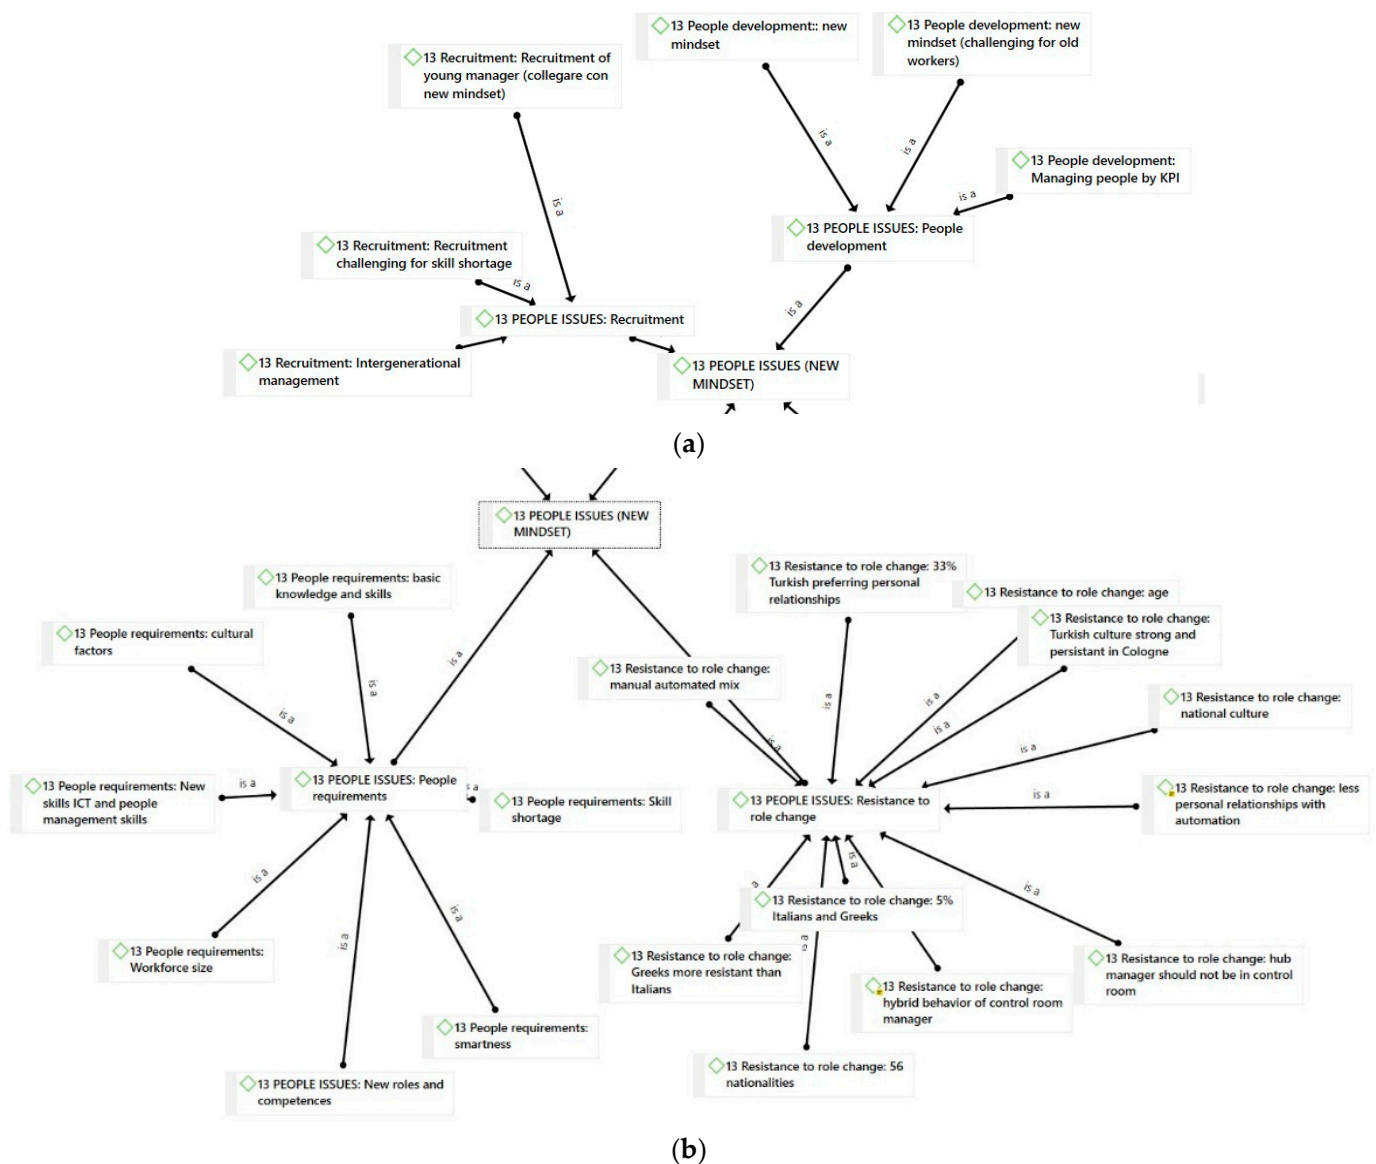 13 People development:: new
mindset
13 People development: new
mindset (challenging for old
workers)
13 Recruitment: Recruitment of
young manager (collegare con
new mindset)
is a
is a
13 People development:
Managing people by KPI
is a
is a
13 PEOPLE ISSUES: People
development
13 Recruitment: Recruitment
challenging for skill shortage
is a
is a
13 PEOPLE ISSUES: Recruitment
13 Recruitment: Intergenerational
management
13 PEOPLE ISSUES (NEW
MINDSET)
(a)
13 PEOPLE ISSUES (NEW
MINDSET)
13 People requirements: basic
knowledge and skills
13 Resistance to role change: 33%
Turkish preferring personal
relationships
13 Resistance to role change: age
13 Resistance to role change:
Turkish culture strong and
persistant in Cologne
13 People requirements: cultural
factors
is a
13 Resistance to role change:
manual automated mix
is a
is a
is a
is a
is a
13 Resistance to role change:
national culture
is a
is a
is a
13 People requirements: New
skills ICT and people
management skills
is a
13 PEOPLE ISSUES: People
requirements
is a
13 People requirements: Skill
shortage
13 PEOPLE ISSUES: Resistance to
role change
is a
13 Resistance to role change: less
personal relationships with
automation
is a
is a
is a
a
is a
13 Resistance to role change: 5%
Italians and Greeks
is a
is a
13 People requirements:
Workforce size
13 Resistance to role change:
Greeks more resistant than
Italians
13 Resistance to role change:
hybrid behavior of control room
manager
13 Resistance to role change: hub
manager should not be in control
room
13 People requirements:
smartness
13 Resistance to role change: 56
nationalities
13 PEOPLE ISSUES: New roles and
competences
(b)